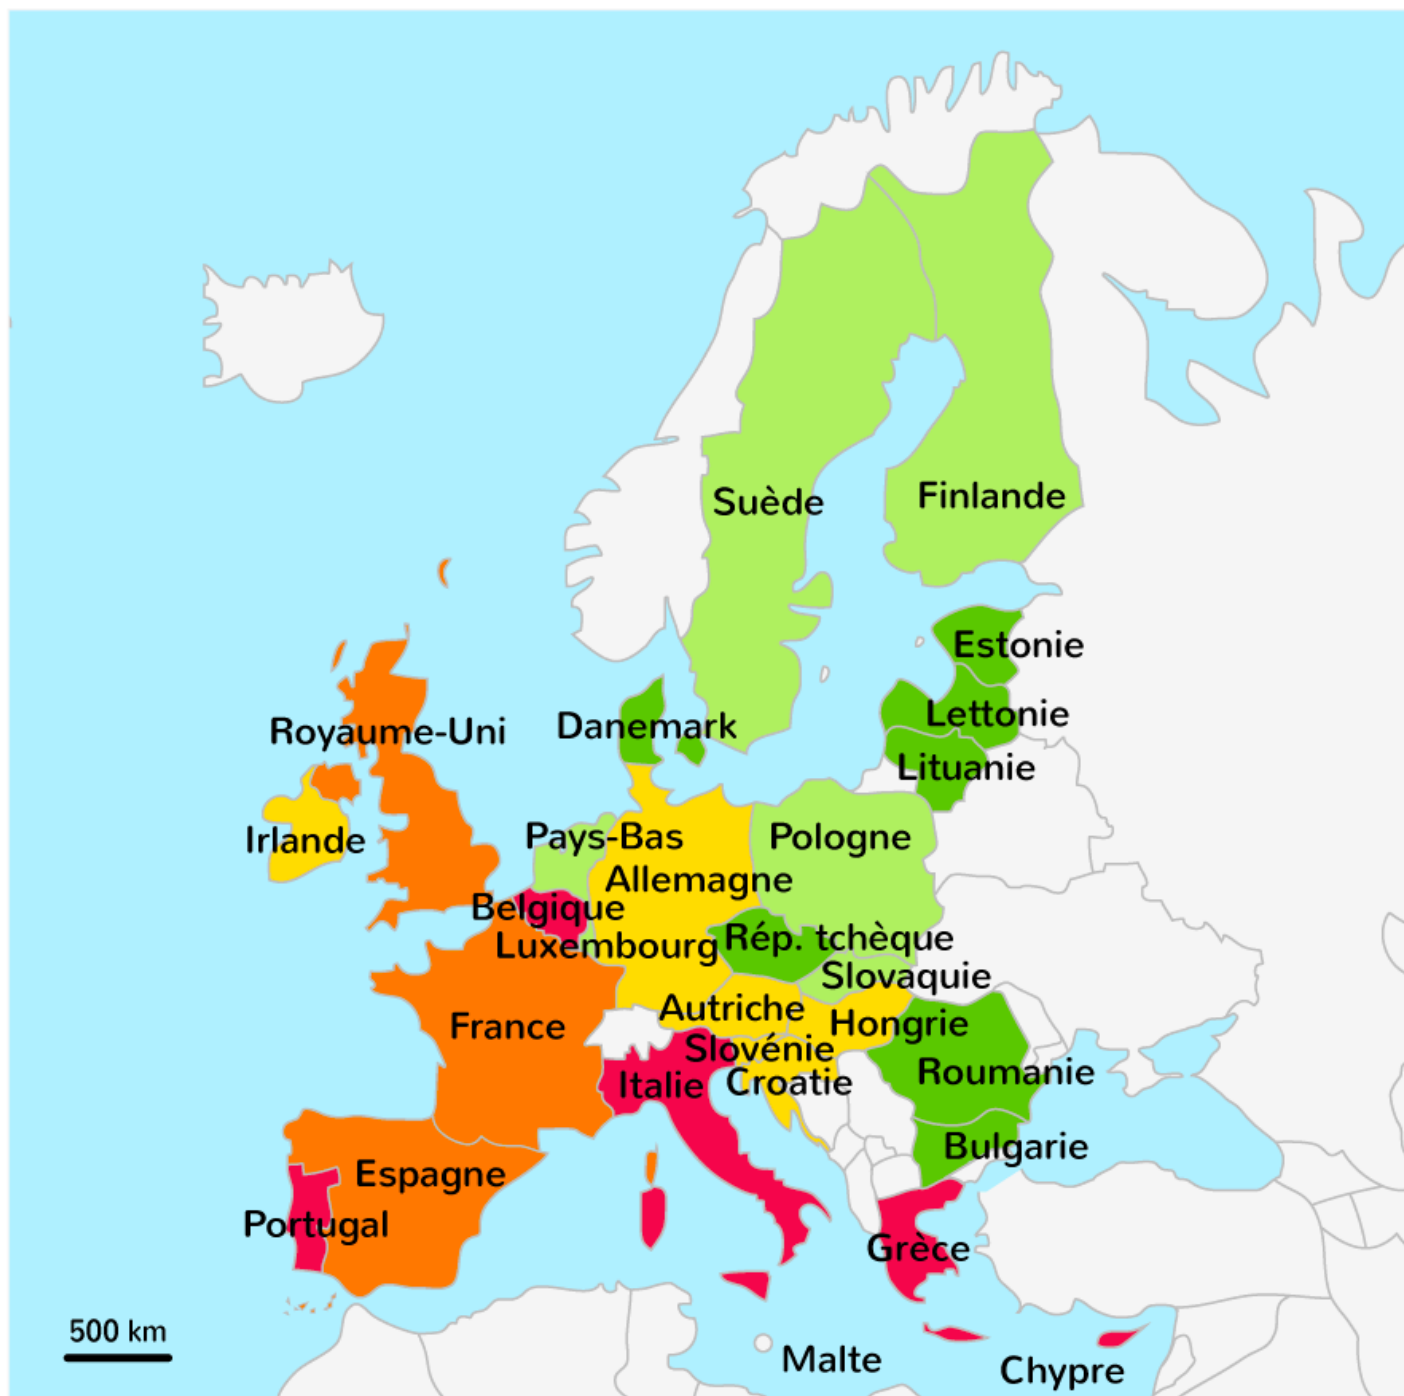 Suède
Finlande
Estonie
Lettonie
Lituanie
Danemark
Royaume-Uni
Irlande
Pays-Bas
Pologne
Allemagne
Belgique
Luxembourg
Rép. tchèque
Slovaquie
Autriche
Hongrie
France
Slovénie
Italie
Croatie
Roumanie
Bulgarie
Espagne
Portugal
Grèce
500 km
Malte
Chypre